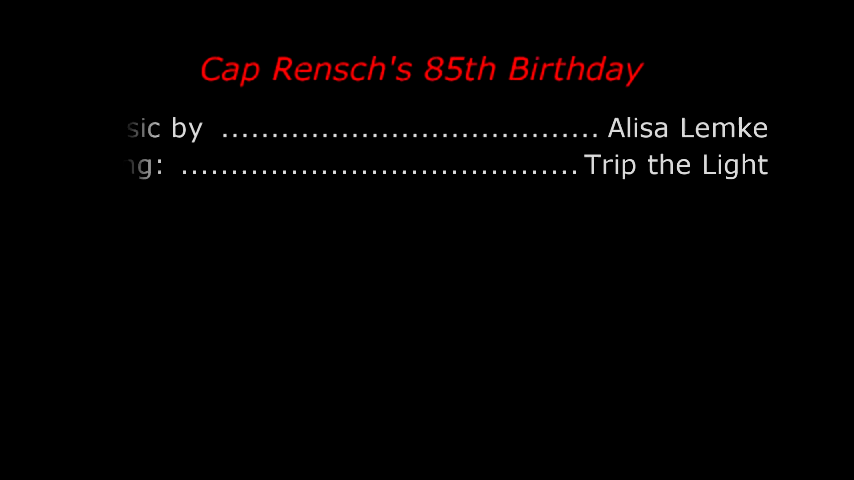 Cap Rensch's 85th Birthday
sic by ...................................... Alisa Lemke
ng: ........................................ Trip the Light